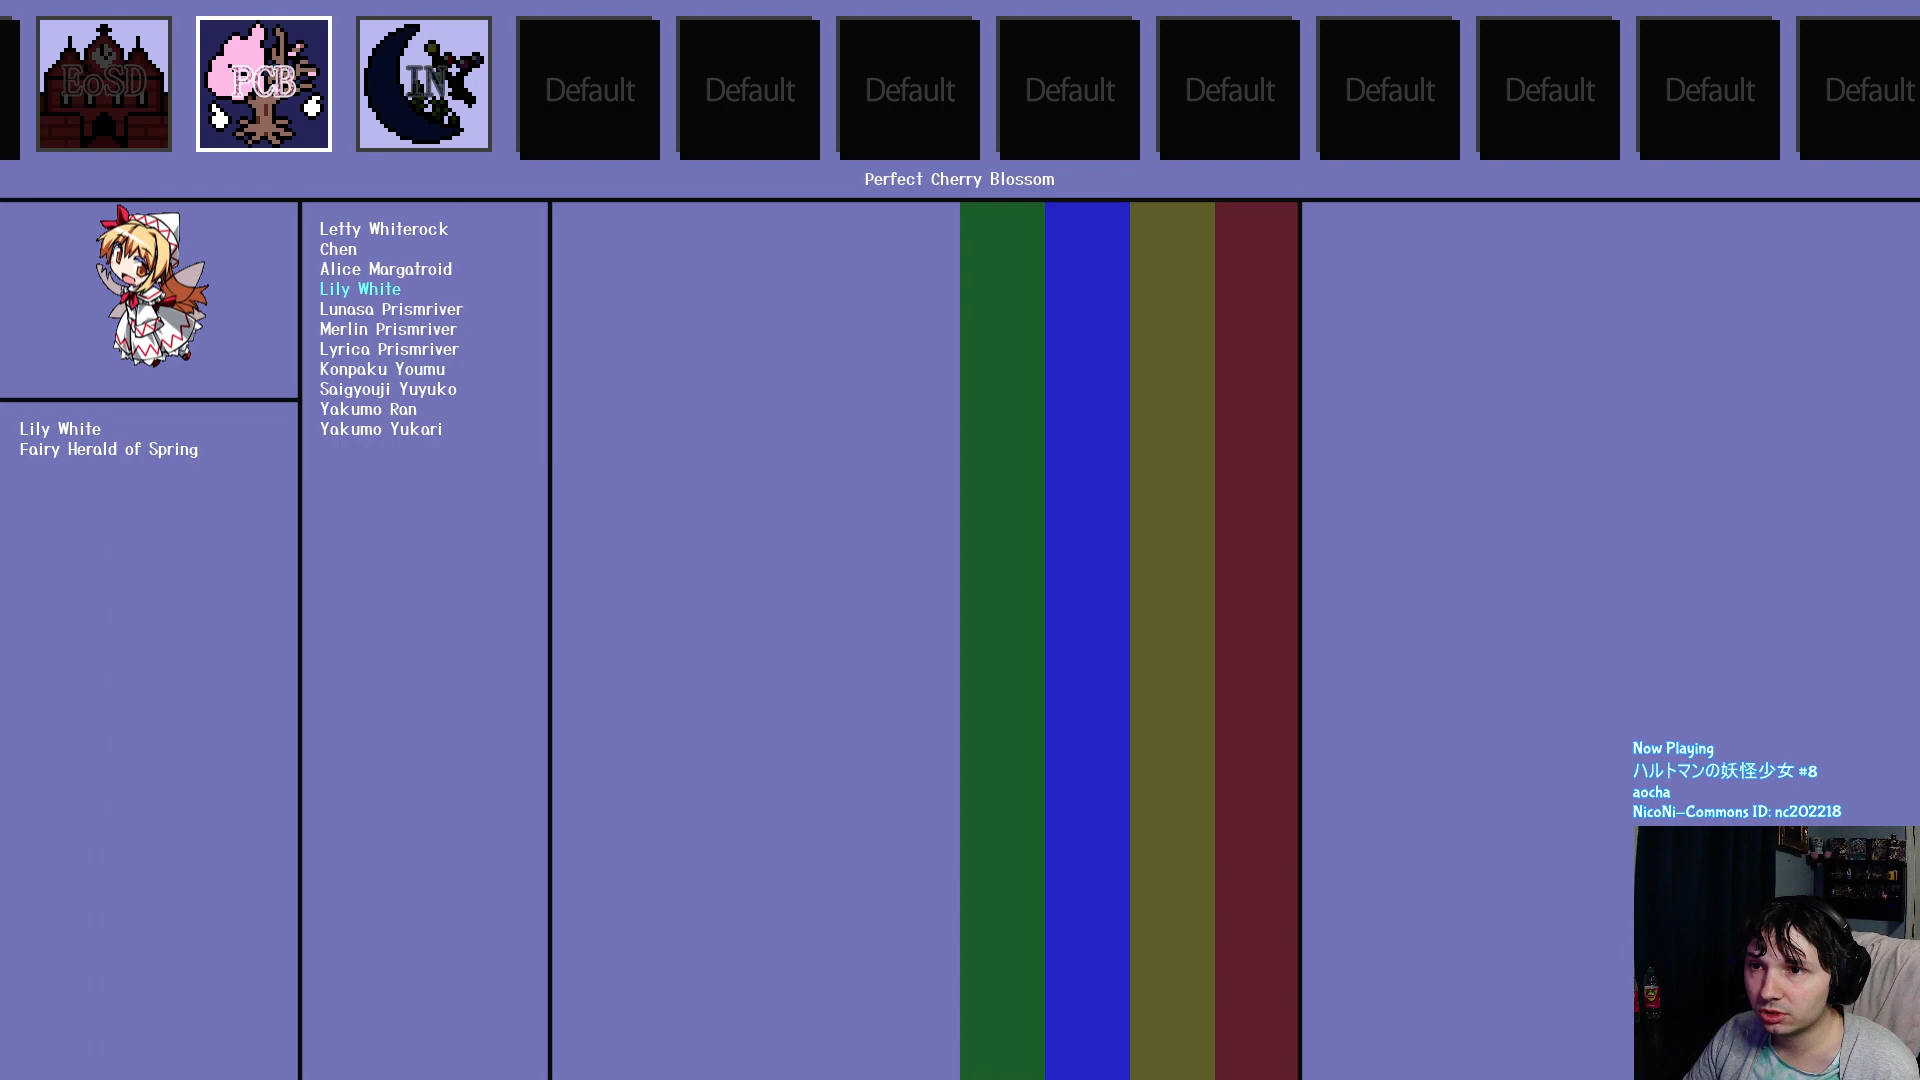 EoSD
PCB
IN
Default
Default
Default
Default
Default
Default
Default
Default
Default
Perfect Cherry Blossom
Lily White
Fairy Herald of Spring
Letty Whiterock
Chen
Alice Margatroid
Lily White
Lunasa Prismriver
Merlin Prismriver
Lyrica Prismriver
Konpaku Youmu
Saigyouji Yuyuko
Yakumo Ran
Yakumo Yukari
Now Playing
ハルトマンの妖怪少女 #8
aocha
NicoNi-Commons ID: nc202218